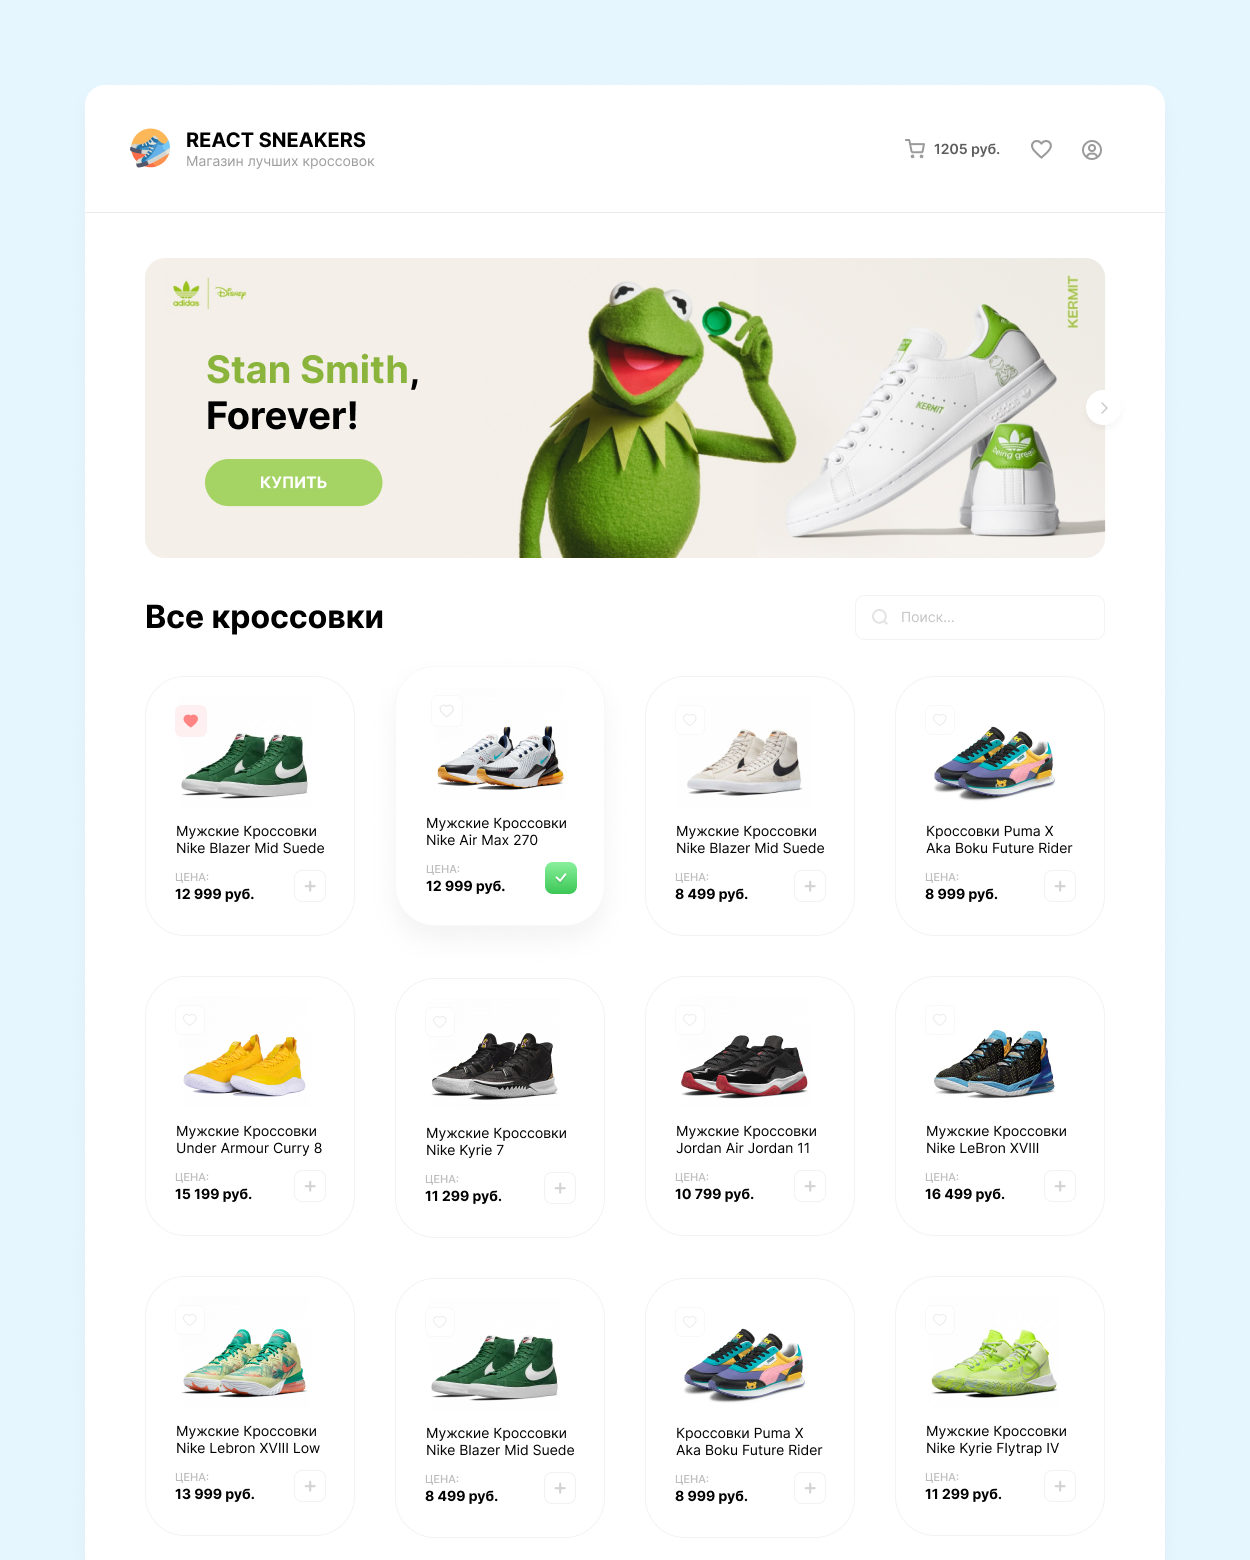 REACT SNEAKERS
Магазин лучших кроссовок
1205 руб.
adidas
Disney
KERMIT
Stan Smith,
Forever!
КУПИТЬ
KERMIT
being green
Все кроссовки
Поиск...
Мужские Кроссовки
Nike Blazer Mid Suede
ЦЕНА:
12 999 руб.
Мужские Кроссовки
Nike Air Max 270
ЦЕНА:
12 999 руб.
Мужские Кроссовки
Nike Blazer Mid Suede
ЦЕНА:
8 499 руб.
Кроссовки Puma X
Aka Boku Future Rider
ЦЕНА:
8 999 руб.
Мужские Кроссовки
Under Armour Curry 8
ЦЕНА:
15 199 руб.
Мужские Кроссовки
Nike Kyrie 7
ЦЕНА:
11 299 руб.
Мужские Кроссовки
Jordan Air Jordan 11
ЦЕНА:
10 799 руб.
Мужские Кроссовки
Nike LeBron XVIII
ЦЕНА:
16 499 руб.
Мужские Кроссовки
Nike Lebron XVIII Low
ЦЕНА:
13 999 руб.
Мужские Кроссовки
Nike Blazer Mid Suede
ЦЕНА:
8 499 руб.
Кроссовки Puma X
Aka Boku Future Rider
ЦЕНА:
8 999 руб.
Мужские Кроссовки
Nike Kyrie Flytrap IV
ЦЕНА:
11 299 руб.